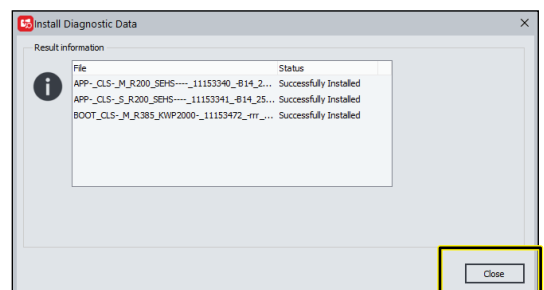 Install Diagnostic Data
Result information
File Status
APP-_CLS-_M_R200_SEHS----_11153340_-B14_2... Successfully Installed
APP-_CLS-_S_R200_SEHS----_11153341_-B14_25... Successfully Installed
BOOT_CLS-_M_R385_KWP2000-_11153472_-rrr_... Successfully Installed
Close